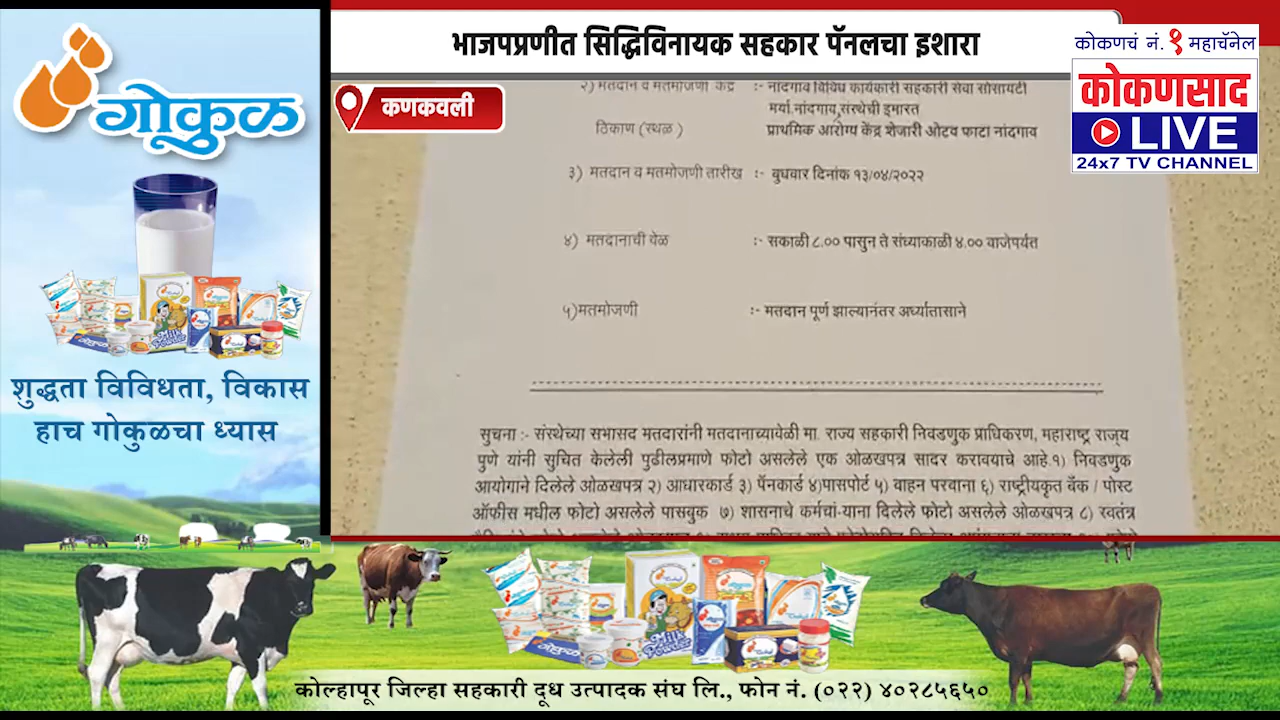 भाजपप्रणीत सिद्धिविनायक सहकार पॅनलचा इशारा
कोकणचं नं. १ महाचॅनेल
कोकणसाद
LIVE
24x7 TV CHANNEL
कणकवली
गोकुळ
शुद्धता विविधता, विकास
हाच गोकुळचा ध्यास
२) मतदान व मतमोजणी केंद्र :- नांदगाव विविध कार्यकारी सहकारी सेवा सोसायटी
मर्या.नांदगाव,संस्थेची इमारत
ठिकाण (स्थळ ) प्राथमिक आरोग्य केंद्र शेजारी ओटव फाटा नांदगाव
३) मतदान व मतमोजणी तारीख :- बुधवार दिनांक १३/०४/२०२२
४) मतदानाची वेळ :- सकाळी ८.०० पासुन ते संध्याकाळी ४.०० वाजेपर्यंत
५)मतमोजणी :- मतदान पूर्ण झाल्यानंतर अर्ध्यातासाने
सुचना :- संस्थेच्या सभासद मतदारांनी मतदानाच्यावेळी मा. राज्य सहकारी निवडणुक प्राधिकरण, महाराष्ट्र राज्य
पुणे यांनी सुचित केलेली पुढीलप्रमाणे फोटो असलेले एक ओळखपत्र सादर करावयाचे आहे.१) निवडणुक
आयोगाने दिलेले ओळखपत्र २) आधारकार्ड ३) पॅनकार्ड ४)पासपोर्ट ५) वाहन परवाना ६) राष्ट्रीयकृत बँक / पोस्ट
ऑफीस मधील फोटो असलेले पासबुक ७) शासनाचे कर्मचा-याना दिलेले फोटो असलेले ओळखपत्र ८) स्वतंत्र
Milk
Powder
कोल्हापूर जिल्हा सहकारी दूध उत्पादक संघ लि., फोन नं. (०२२) ४०२८५६५०